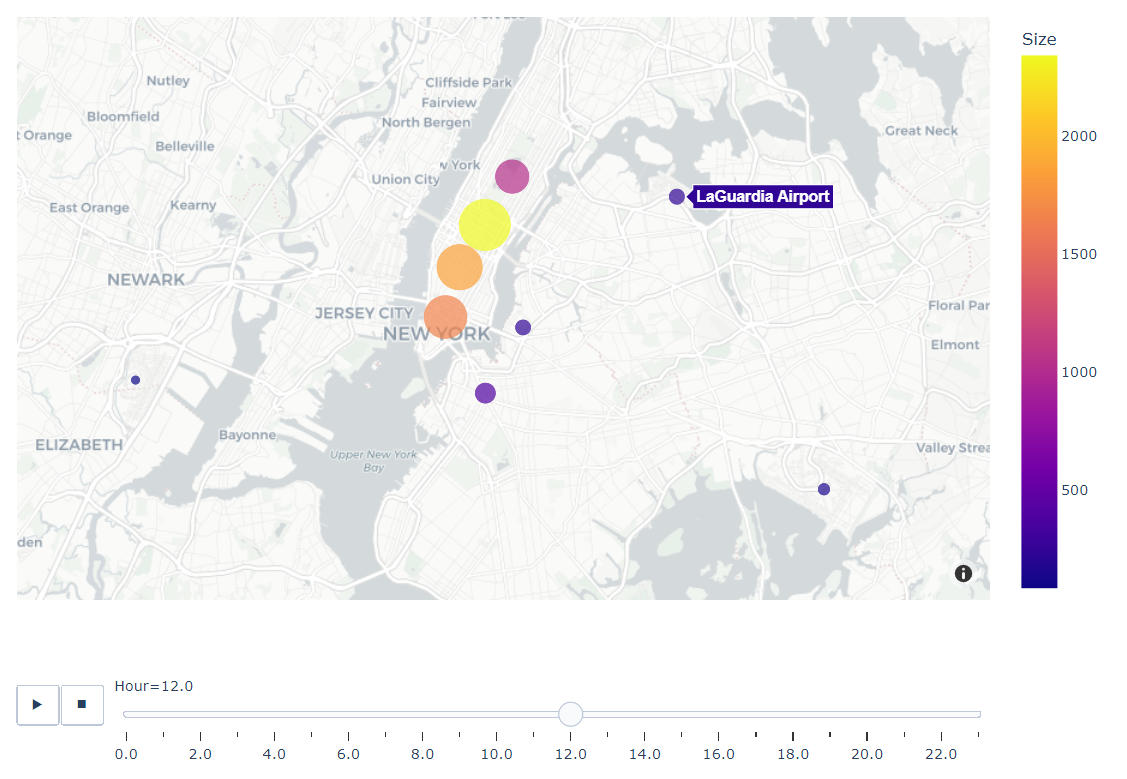 Size
Cliffside Park
Nutley
Fairview
Bloomfield
North Bergen
2000
t Orange
Great Neck
Belleville
w York
Union City
LaGuardia Airport
East Orange
Kearny
1500
NEWARK
Floral Par
JERSEY CITY
NEW YORK
Elmont
1000
Bayonne
ELIZABETH
Valley Strea
Upper New York
Bay
500
den
Hour=12.0
0.0 2.0 4.0 6.0 8.0 10.0 12.0 14.0 16.0 18.0 20.0 22.0